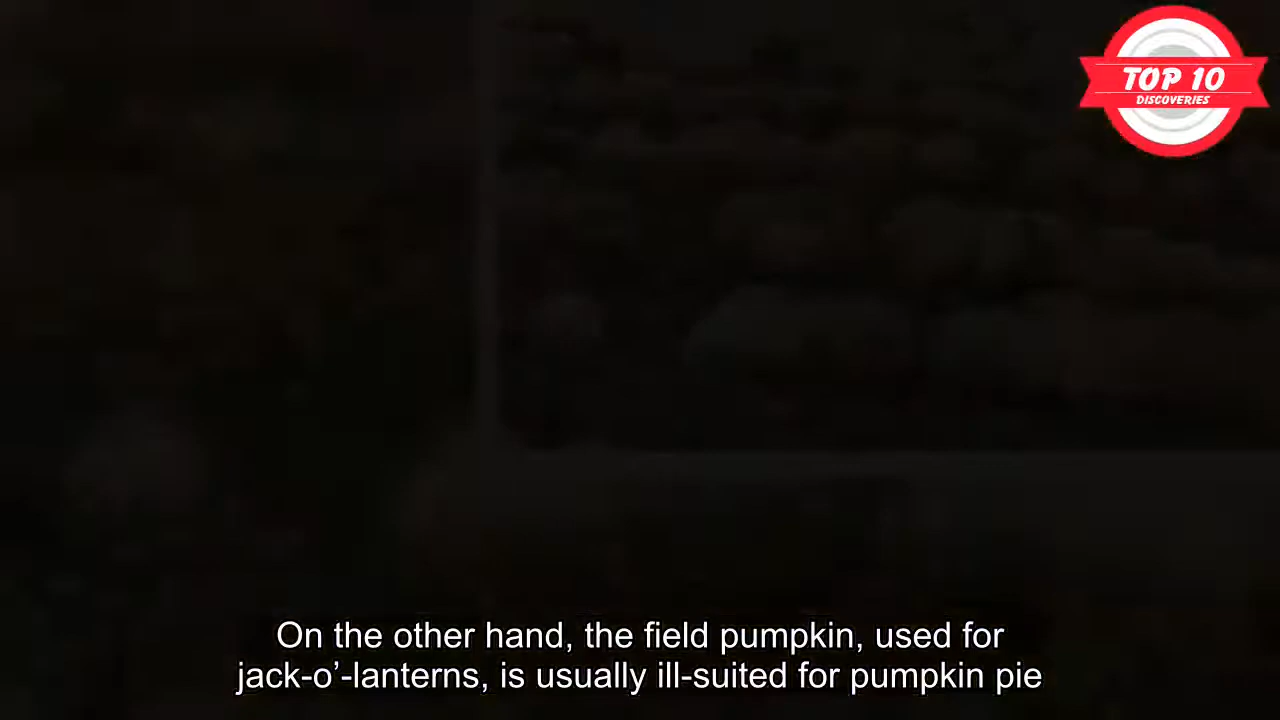 TOP 10
DISCOVERIES
On the other hand, the field pumpkin, used for
jack-o’-lanterns, is usually ill-suited for pumpkin pie